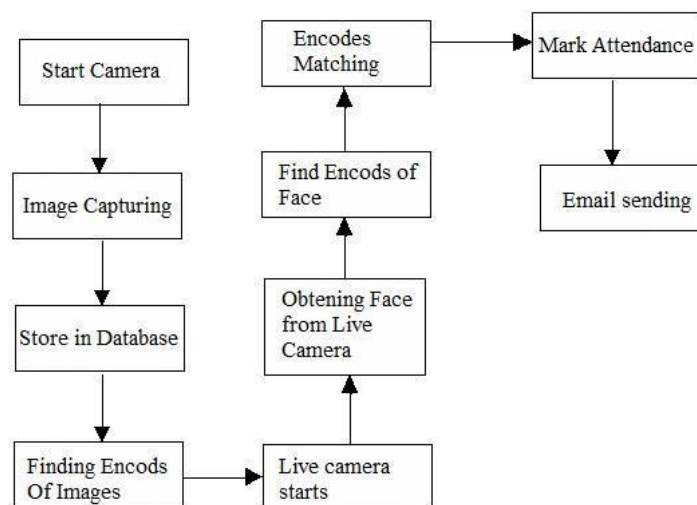 Start Camera
Image Capturing
Store in Database
Finding Encods
Of Images
Live camera
starts
Obtening Face
from Live
Camera
Find Encods of
Face
Encodes
Matching
Mark Attendance
Email sending